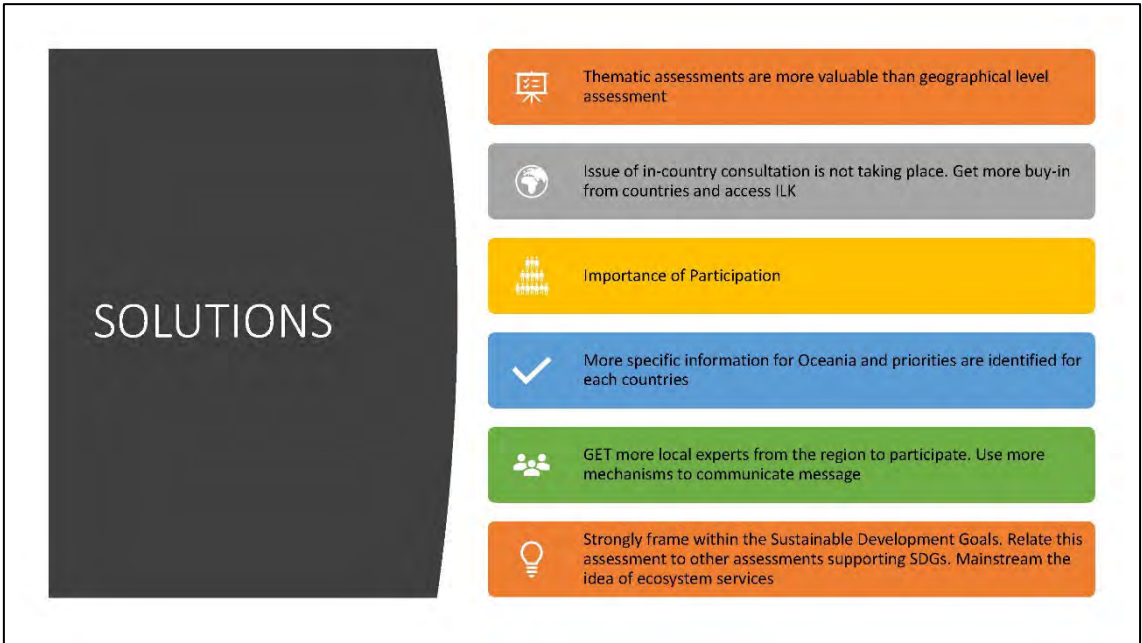 SOLUTIONS
Thematic assessments are more valuable than geographical level
assessment
Issue of in-country consultation is not taking place. Get more buy-in
from countries and access ILK
Importance of Participation
More specific information for Oceania and priorities are identified for
each countries
GET more local experts from the region to participate. Use more
mechanisms to communicate message
Strongly frame within the Sustainable Development Goals. Relate this
assessment to other assessments supporting SDGs. Mainstream the
idea of ecosystem services